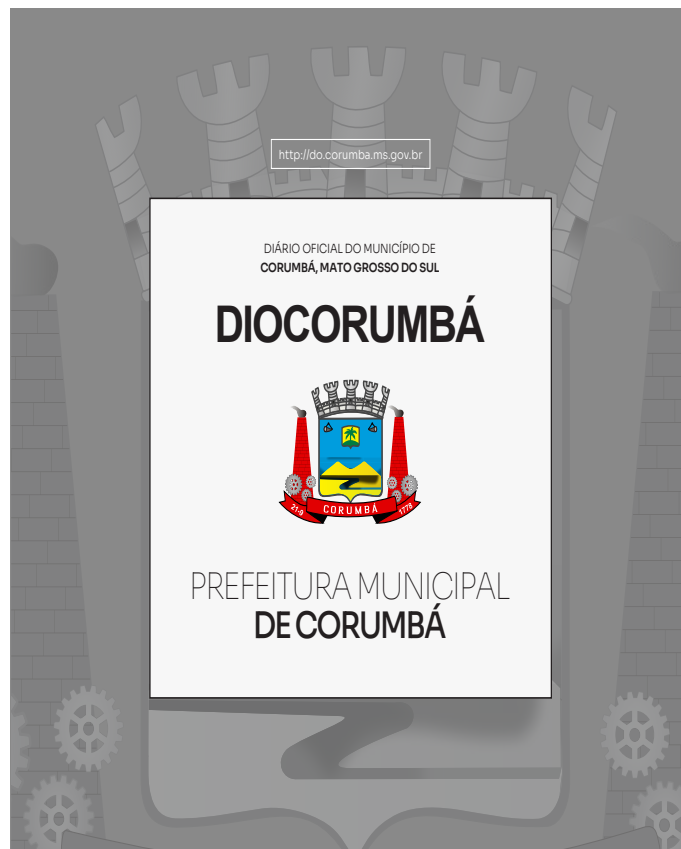 http://do.corumba.ms.gov.br
DIÁRIO OFICIAL DO MUNICÍPIO DE
CORUMBÁ, MATO GROSSO DO SUL
DIOCORUMBÁ
21-9 CORUMBÁ 1778
PREFEITURA MUNICIPAL
DE CORUMBÁ